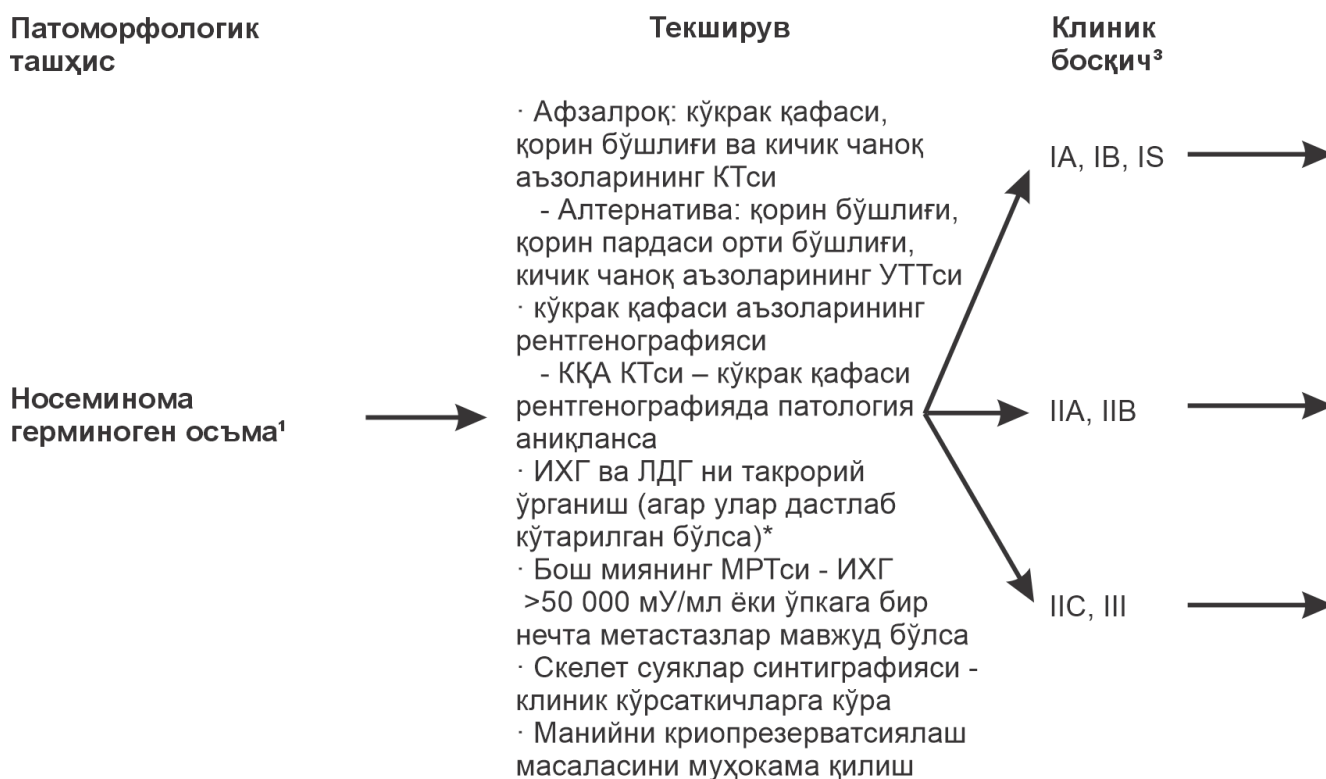 Патоморфологик
ташҳис
Текширув
Клиник
босқич³
· Афзалроқ: кўкрак қафаси,
қорин бўшлиғи ва кичик чаноқ
аъзоларининг КТси
- Алтернатива: қорин бўшлиғи,
қорин пардаси орти бўшлиғи,
кичик чаноқ аъзоларининг УТТси
· кўкрак қафаси аъзоларининг
рентгенографияси
- КҚА КТси – кўкрак қафаси
рентгенографияда патология
аниқланса
· ИХГ ва ЛДГ ни такрорий
ўрганиш (агар улар дастлаб
кўтарилган бўлса)*
· Бош миянинг МРТси - ИХГ
>50 000 мУ/мл ёки ўпкага бир
нечта метастазлар мавжуд бўлса
· Скелет суяклар синтиграфияси -
клиник кўрсаткичларга кўра
· Манийни криопрезерватсиялаш
масаласини муҳокама қилиш
Носеминома
герминоген осъма¹
IA, IB, IS
IIA, IIB
IIC, III